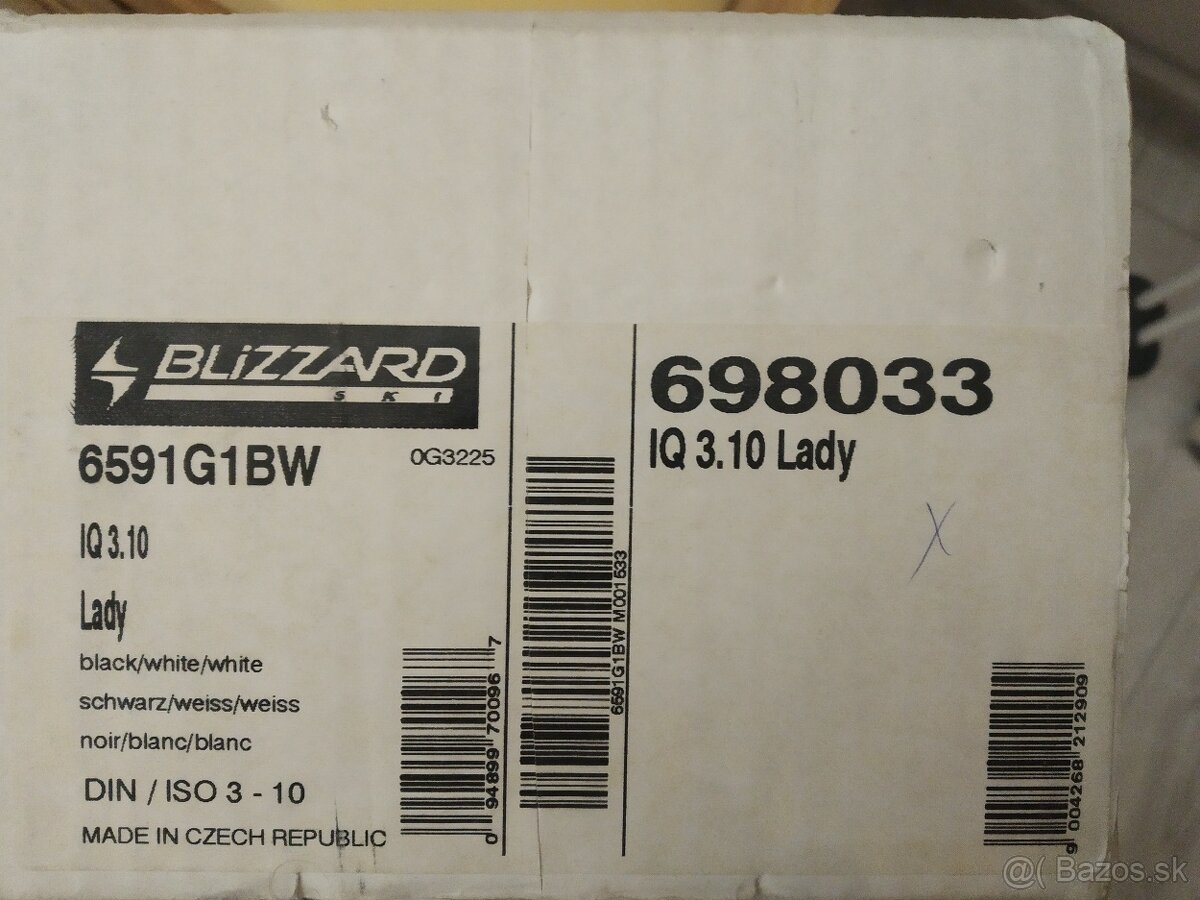 BLiZZARD
SKI
6591G1BW
0G3225
IQ 3.10
Lady
black/white/white
schwarz/weiss/weiss
noir/blanc/blanc
DIN / ISO 3 - 10
MADE IN CZECH REPUBLIC
0 94899 70096 7
6591G1BW M001533
698033
IQ 3.10 Lady
X
9 004268 212909
@( Bazos.sk